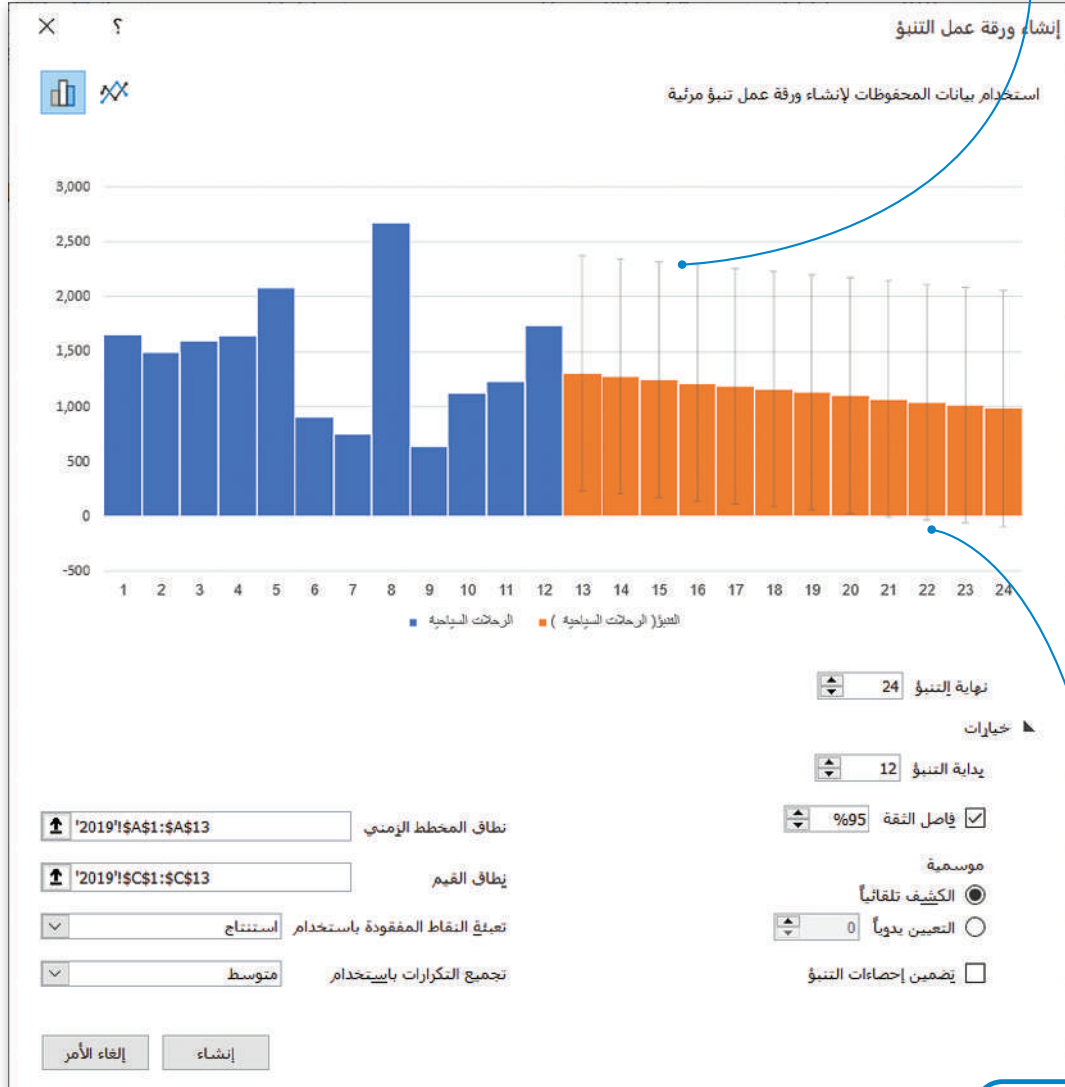 إنشاء ورقة عمل التنبؤ
؟
استخدام بيانات المحفوظات لإنشاء ورقة عمل تنبؤ مرئية
3,000
2,500
2,000
1,500
1,000
500
0
-500
1 2 3 4 5 6 7 8 9 10 11 12 13 14 15 16 17 18 19 20 21 22 23 24
الرحلات السياحية
التنبؤ( الرحلات السياحية )
نهاية التنبؤ 24
خيارات
بداية التنبؤ 12
فاصل الثقة %95
نطاق المخطط الزمني '2019'!$A$1:$A$13
موسمية
نطاق القيم '2019'!$C$1:$C$13
الكشف تلقائياً
التعيين يدوياً 0
تعبئة النقاط المفقودة باستخدام استنتاج
تضمين إحصاءات التنبؤ
تجميع التكرارات باستخدام متوسط
إنشاء
إلغاء الأمر